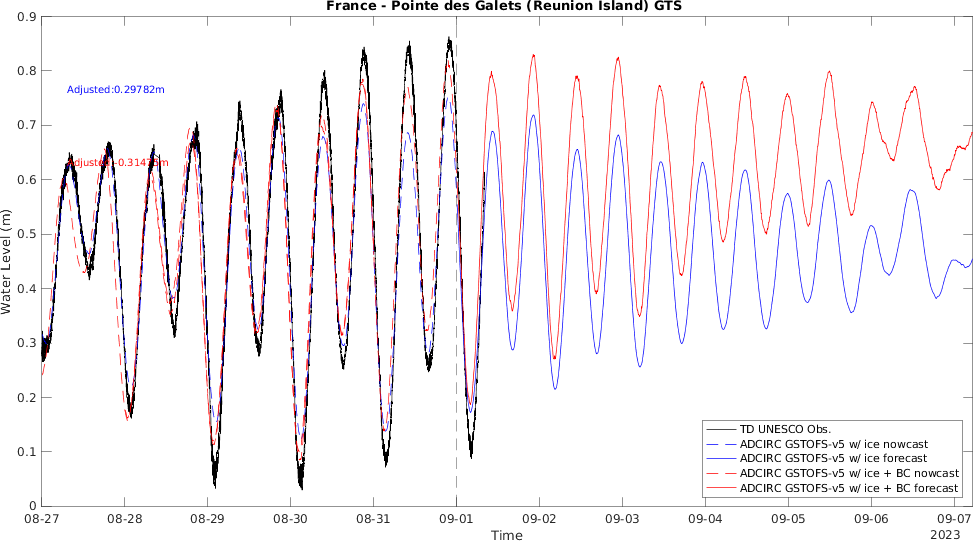 France - Pointe des Galets (Reunion Island) GTS
0.9
0.8
0.7
0.6
0.5
0.4
0.3
0.2
0.1
0
Water Level (m)
Adjusted:0.29782m
TD UNESCO Obs.
ADCIRC GSTOFS-v5 w/ ice nowcast
ADCIRC GSTOFS-v5 w/ ice forecast
ADCIRC GSTOFS-v5 w/ ice + BC nowcast
ADCIRC GSTOFS-v5 w/ ice + BC forecast
08-27 08-28 08-29 08-30 08-31 09-01 09-02 09-03 09-04 09-05 09-06 09-07
Time
2023